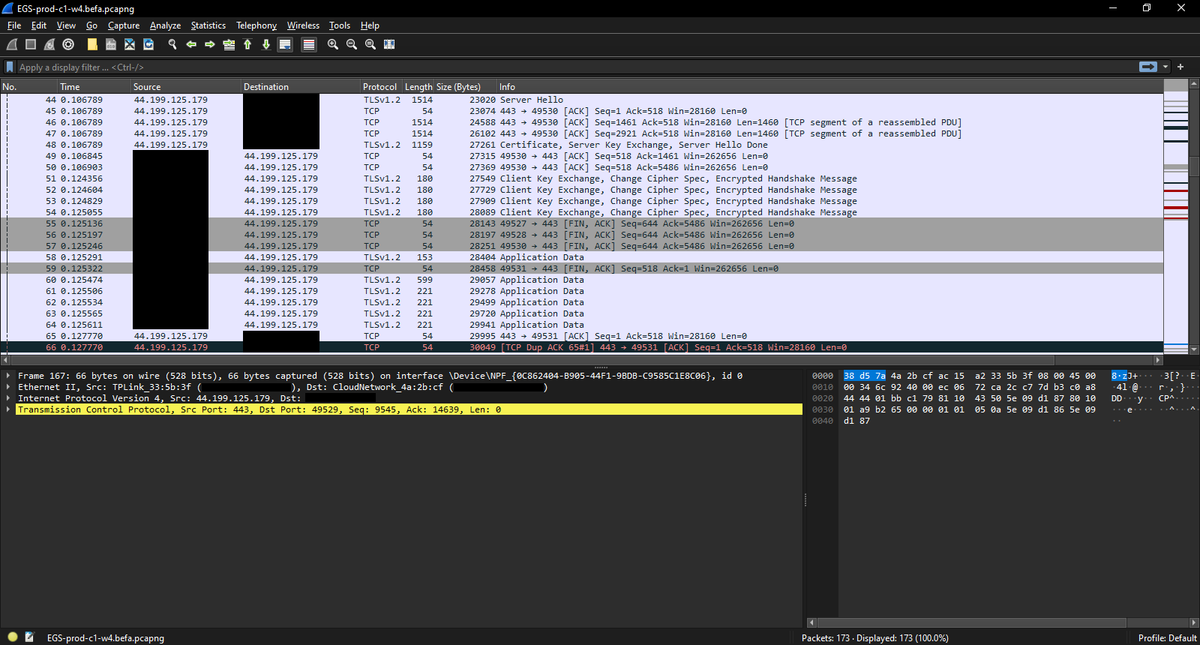 EGS-prod-c1-w4.befa.pcapng
File Edit View Go Capture Analyze Statistics Telephony Wireless Tools Help
Apply a display filter ... <Ctrl-/>
No. Time Source Destination Protocol Length Size (Bytes) Info
44 0.106789 44.199.125.179 TLSv1.2 1514 23020 Server Hello
45 0.106789 44.199.125.179 TCP 54 23074 443 → 49530 [ACK] Seq=1 Ack=518 Win=28160 Len=0
46 0.106789 44.199.125.179 TCP 1514 24588 443 → 49530 [ACK] Seq=1461 Ack=518 Win=28160 Len=1460 [TCP segment of a reassembled PDU]
47 0.106789 44.199.125.179 TCP 1514 26102 443 → 49530 [ACK] Seq=2921 Ack=518 Win=28160 Len=1460 [TCP segment of a reassembled PDU]
48 0.106789 44.199.125.179 TLSv1.2 1159 27261 Certificate, Server Key Exchange, Server Hello Done
49 0.106845 44.199.125.179 TCP 54 27315 49530 → 443 [ACK] Seq=518 Ack=1461 Win=262656 Len=0
50 0.106903 44.199.125.179 TCP 54 27369 49530 → 443 [ACK] Seq=518 Ack=5486 Win=262656 Len=0
51 0.124356 44.199.125.179 TLSv1.2 180 27549 Client Key Exchange, Change Cipher Spec, Encrypted Handshake Message
52 0.124604 44.199.125.179 TLSv1.2 180 27729 Client Key Exchange, Change Cipher Spec, Encrypted Handshake Message
53 0.124829 44.199.125.179 TLSv1.2 180 27909 Client Key Exchange, Change Cipher Spec, Encrypted Handshake Message
54 0.125055 44.199.125.179 TLSv1.2 180 28089 Client Key Exchange, Change Cipher Spec, Encrypted Handshake Message
55 0.125136 44.199.125.179 TCP 54 28143 49527 → 443 [FIN, ACK] Seq=644 Ack=5486 Win=262656 Len=0
56 0.125197 44.199.125.179 TCP 54 28197 49528 → 443 [FIN, ACK] Seq=644 Ack=5486 Win=262656 Len=0
57 0.125246 44.199.125.179 TCP 54 28251 49530 → 443 [FIN, ACK] Seq=644 Ack=5486 Win=262656 Len=0
58 0.125291 44.199.125.179 TLSv1.2 153 28404 Application Data
59 0.125322 44.199.125.179 TCP 54 28458 49531 → 443 [FIN, ACK] Seq=518 Ack=1 Win=262656 Len=0
60 0.125474 44.199.125.179 TLSv1.2 599 29057 Application Data
61 0.125506 44.199.125.179 TLSv1.2 221 29278 Application Data
62 0.125534 44.199.125.179 TLSv1.2 221 29499 Application Data
63 0.125565 44.199.125.179 TLSv1.2 221 29720 Application Data
64 0.125611 44.199.125.179 TLSv1.2 221 29941 Application Data
65 0.127770 44.199.125.179 TCP 54 29995 443 → 49531 [ACK] Seq=1 Ack=518 Win=28160 Len=0
66 0.127770 44.199.125.179 TCP 54 30049 [TCP Dup ACK 65#1] 443 → 49531 [ACK] Seq=1 Ack=518 Win=28160 Len=0
Frame 167: 66 bytes on wire (528 bits), 66 bytes captured (528 bits) on interface \Device\NPF_{0C862404-B905-44F1-9BDB-C9585C1E8C06}, id 0
Ethernet II, Src: TPLink_33:5b:3f ( ), Dst: CloudNetwork_4a:2b:cf ( )
Internet Protocol Version 4, Src: 44.199.125.179, Dst:
Transmission Control Protocol, Src Port: 443, Dst Port: 49529, Seq: 9545, Ack: 14639, Len: 0
0000 38 d5 7a 4a 2b cf ac 15 a2 33 5b 3f 08 00 45 00 8·zJ+··· ·3[?··E·
0010 00 34 6c 92 40 00 ec 06 72 ca 2c c7 7d b3 c0 a8 ·4l·@··· r·,·}···
0020 44 44 01 bb c1 79 81 10 43 50 5e 09 d1 87 80 10 DD···y·· CP^·····
0030 01 a9 b2 65 00 00 01 01 05 0a 5e 09 d1 86 5e 09 ···e···· ··^···^·
0040 d1 87 ··
EGS-prod-c1-w4.befa.pcapng
Packets: 173 · Displayed: 173 (100.0%)
Profile: Default